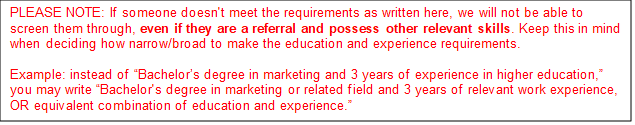 PLEASE NOTE: If someone doesn't meet the requirements as written here, we will not be able to
screen them through, even if they are a referral and possess other relevant skills. Keep this in mind
when deciding how narrow/broad to make the education and experience requirements.
Example: instead of “Bachelor’s degree in marketing and 3 years of experience in higher education,”
you may write “Bachelor’s degree in marketing or related field and 3 years of relevant work experience,
OR equivalent combination of education and experience.”